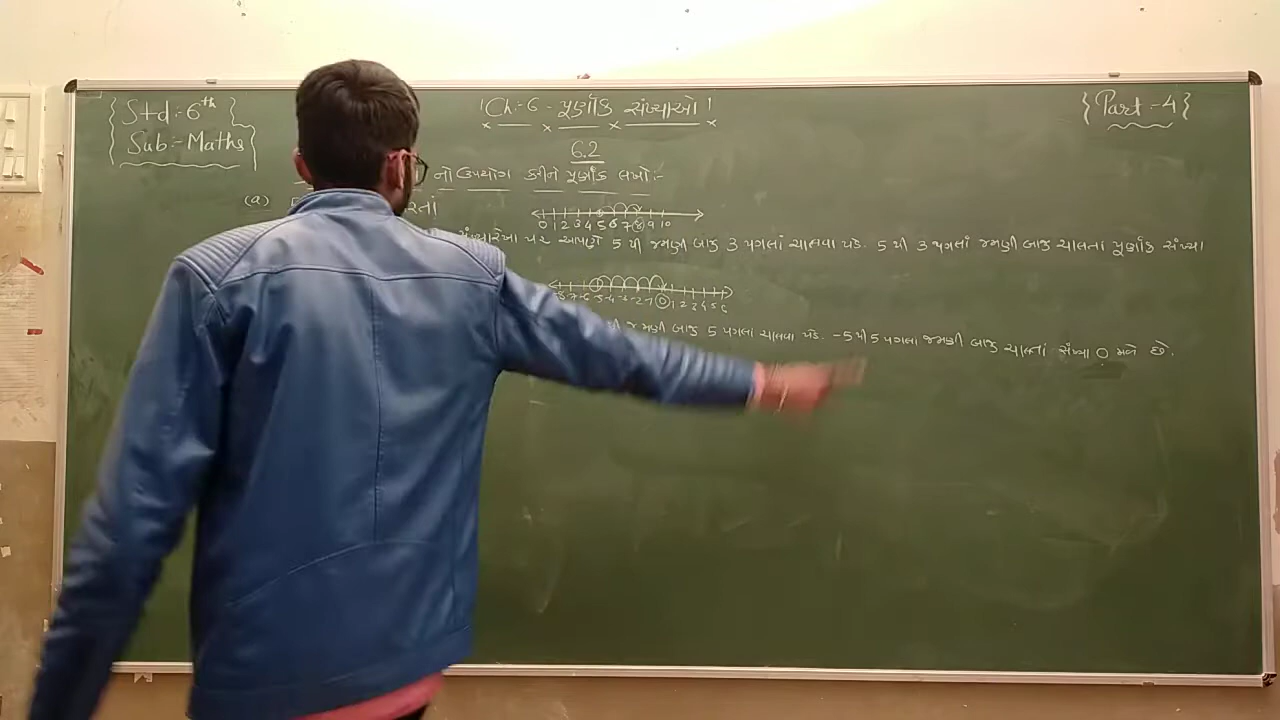 Std :- 6th
Sub :- Maths
Ch :- 6 - પૂર્ણાંક સંખ્યાઓ
Part :- 4
6.2
નો ઉપયોગ કરીને પૂર્ણાંક લખો:-
(a)
0 1 2 3 4 5 6 7 8 9 10
સંખ્યારેખા પર આપણે 5 થી જમણી બાજુ 3 પગલાં ચાલવા પડે. 5 થી 3 પગલાં જમણી બાજુ ચાલતા પૂર્ણાંક સંખ્યા
-7 -6 -5 -4 -3 -2 -1 0 1 2 3 4 5 6
થી જમણી બાજુ 5 પગલાં ચાલવા પડે. -5 થી 5 પગલા જમણી બાજુ ચાલતાં સંખ્યા 0 મળે છે.